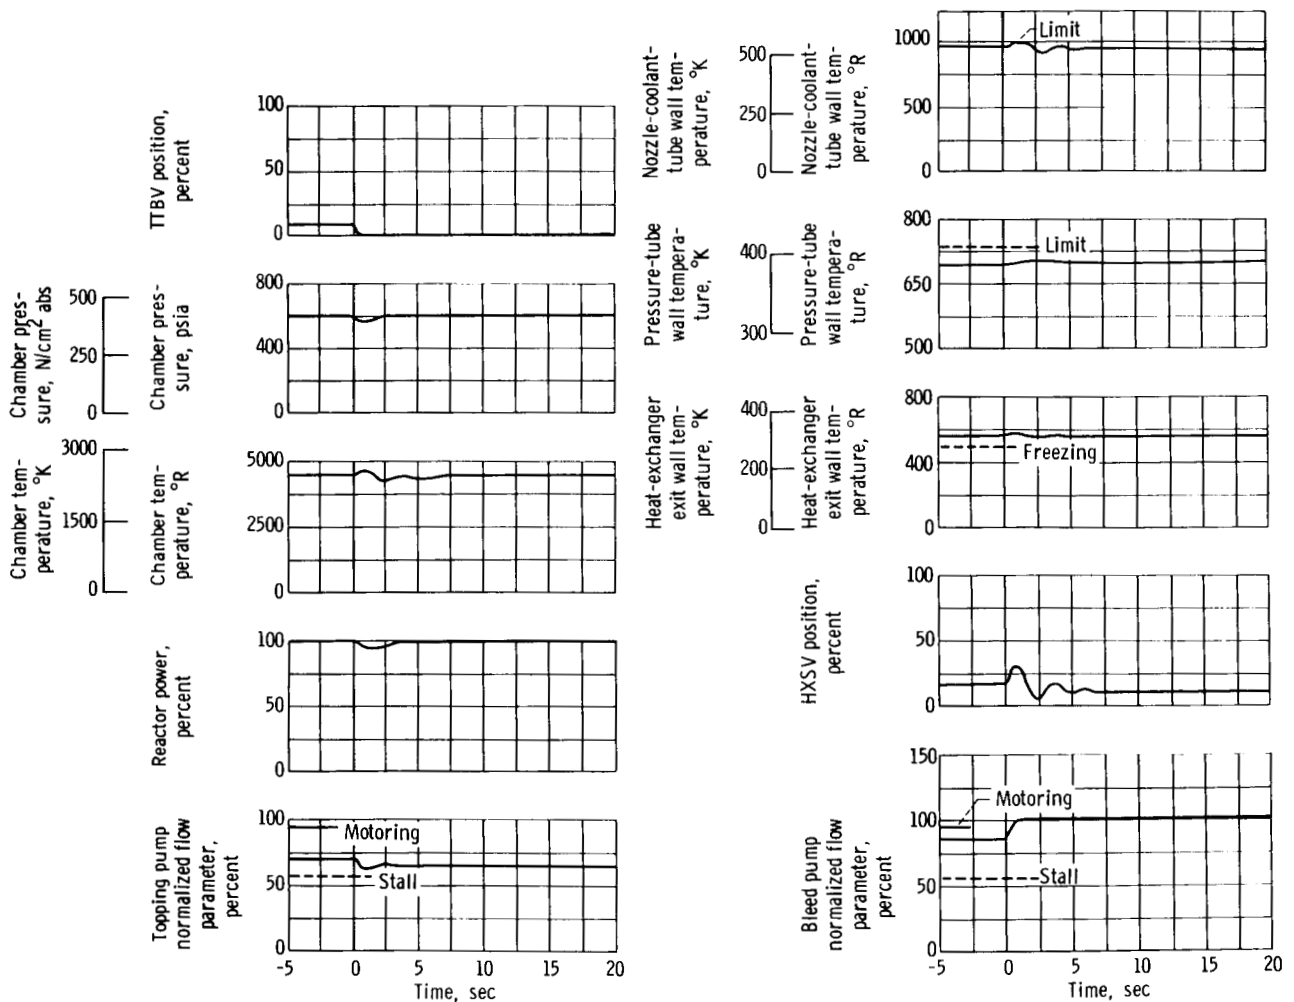 TTBV position,
percent
100
50
0
Chamber pres-
sure, N/cm2 abs
500
250
0
Chamber pres-
sure, psia
800
400
0
Chamber tem-
perature, °K
3000
1500
0
Chamber tem-
perature, °R
5000
2500
0
Reactor power,
percent
100
50
0
Topping pump
normalized flow
parameter,
percent
100
50
0
Motoring
Stall
-5 0 5 10 15 20
Time, sec
Nozzle-coolant-
tube wall tem-
perature, °K
500
250
0
Nozzle-coolant-
tube wall tem-
perature, °R
1000
500
0
Limit
Pressure-tube
wall tempera-
ture, °K
400
300
Pressure-tube
wall tempera-
ture, °R
800
650
500
Limit
Heat-exchanger
exit wall tem-
perature, °K
400
200
0
Heat-exchanger
exit wall tem-
perature, °R
800
400
0
Freezing
HXSV position,
percent
100
50
0
Bleed pump
normalized flow
parameter,
percent
150
100
50
0
Motoring
Stall
-5 0 5 10 15 20
Time, sec